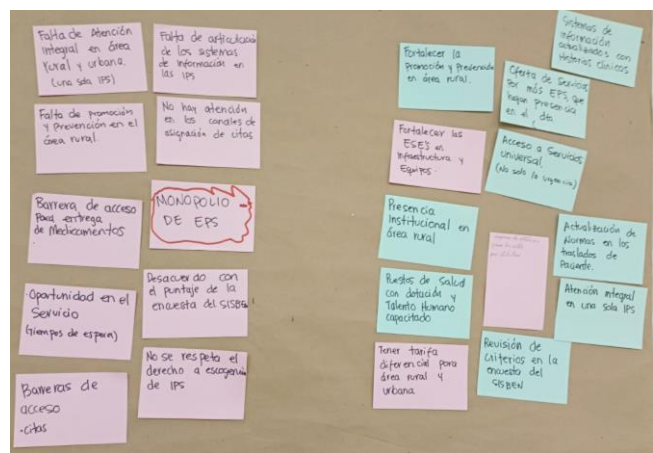 Falta de Atención
Integral en área
rural y urbana.
(una sola IPS)
Falta de articulación
de los sistemas
de información en
las IPS
Falta de promoción
y prevención en el
área rural.
No hay atención
en los canales de
asignación de citas
Barrera de acceso
para entrega
de Medicamentos
MONOPOLIO
DE EPS
Oportunidad en el
Servicio
(tiempos de espera)
Desacuerdo con
el puntaje de la
encuesta del SISBEN
Barreras de
acceso
-citas
No se respeta el
derecho a escogencia
de IPS
Sistemas de
Información
actualizados con
Historias clínicas
Fortalecer la
Promoción y Prevención
en área rural.
Oferta de Servicios
por más EPS, que
hagan presencia
en el dto
Fortalecer las
ESE'S en
Infraestructura y
Equipos.
Acceso a Servicios
universal
(No solo la urgencia)
Presencia
Institucional en
área rural
Actualización de
Normas en los
traslados de
Paciente.
Puestos de Salud
con dotación y
Talento Humano
capacitado
Atención integral
en una sola IPS
Tener tarifa
diferencial para
área rural y
urbana
Revisión de
criterios en la
encuesta del
SISBEN